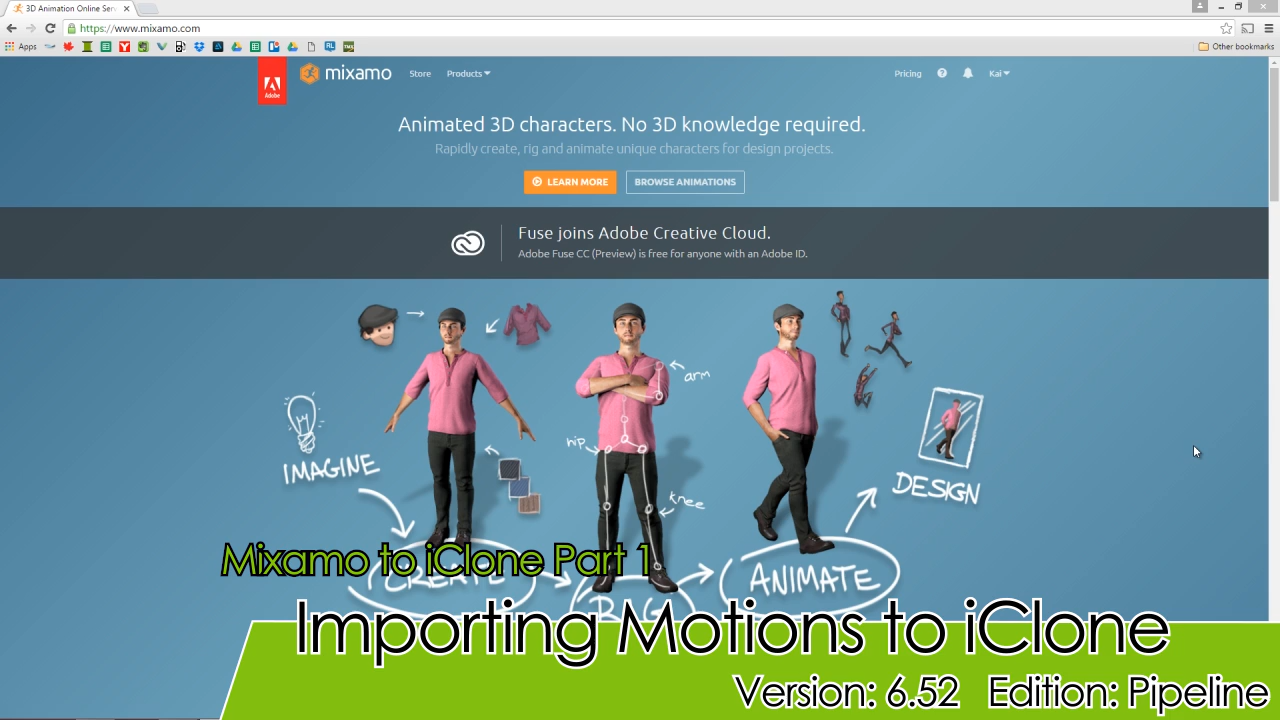 3D Animation Online Serv
https://www.mixamo.com
Apps
Other bookmarks
Adobe
mixamo
Store
Products
Pricing
Kai
Animated 3D characters. No 3D knowledge required.
Rapidly create, rig and animate unique characters for design projects.
LEARN MORE
BROWSE ANIMATIONS
Fuse joins Adobe Creative Cloud.
Adobe Fuse CC (Preview) is free for anyone with an Adobe ID.
arm
hip
IMAGINE
knee
DESIGN
Mixamo to iClone Part 1
CREATE
RIG
ANIMATE
Importing Motions to iClone
Version: 6.52 Edition: Pipeline